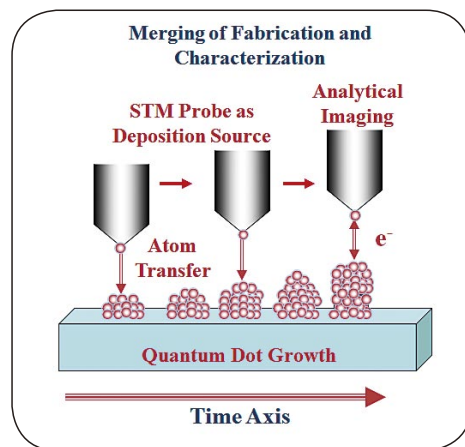 Merging of Fabrication and
Characterization
STM Probe as
Deposition Source
Analytical
Imaging
Atom
Transfer
e⁻
Quantum Dot Growth
Time Axis